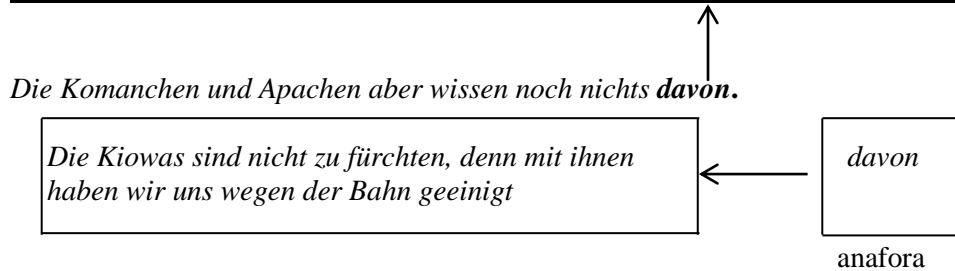 Die Komanchen und Apachen aber wissen noch nichts davon.
Die Kiowas sind nicht zu fürchten, denn mit ihnen
haben wir uns wegen der Bahn geeinigt
davon
anafora